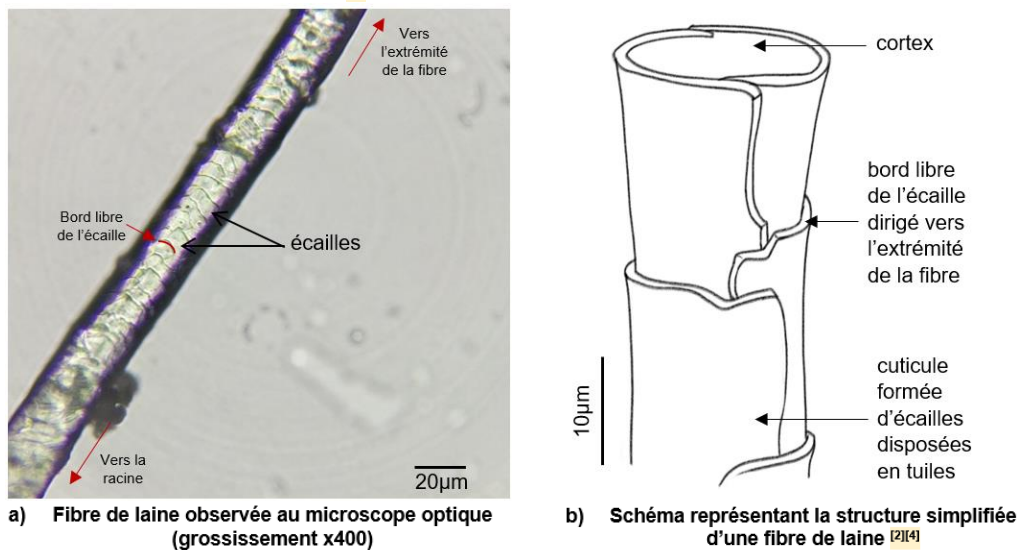 Vers
l'extrémité
de la fibre
Bord libre
de l'écaille
écailles
Vers la
racine
20µm
a) Fibre de laine observée au microscope optique
(grossissement x400)
cortex
bord libre
de l'écaille
dirigé vers
l'extrémité
de la fibre
cuticule
formée
d'écailles
disposées
en tuiles
10µm
b) Schéma représentant la structure simplifiée
d'une fibre de laine [2][4]